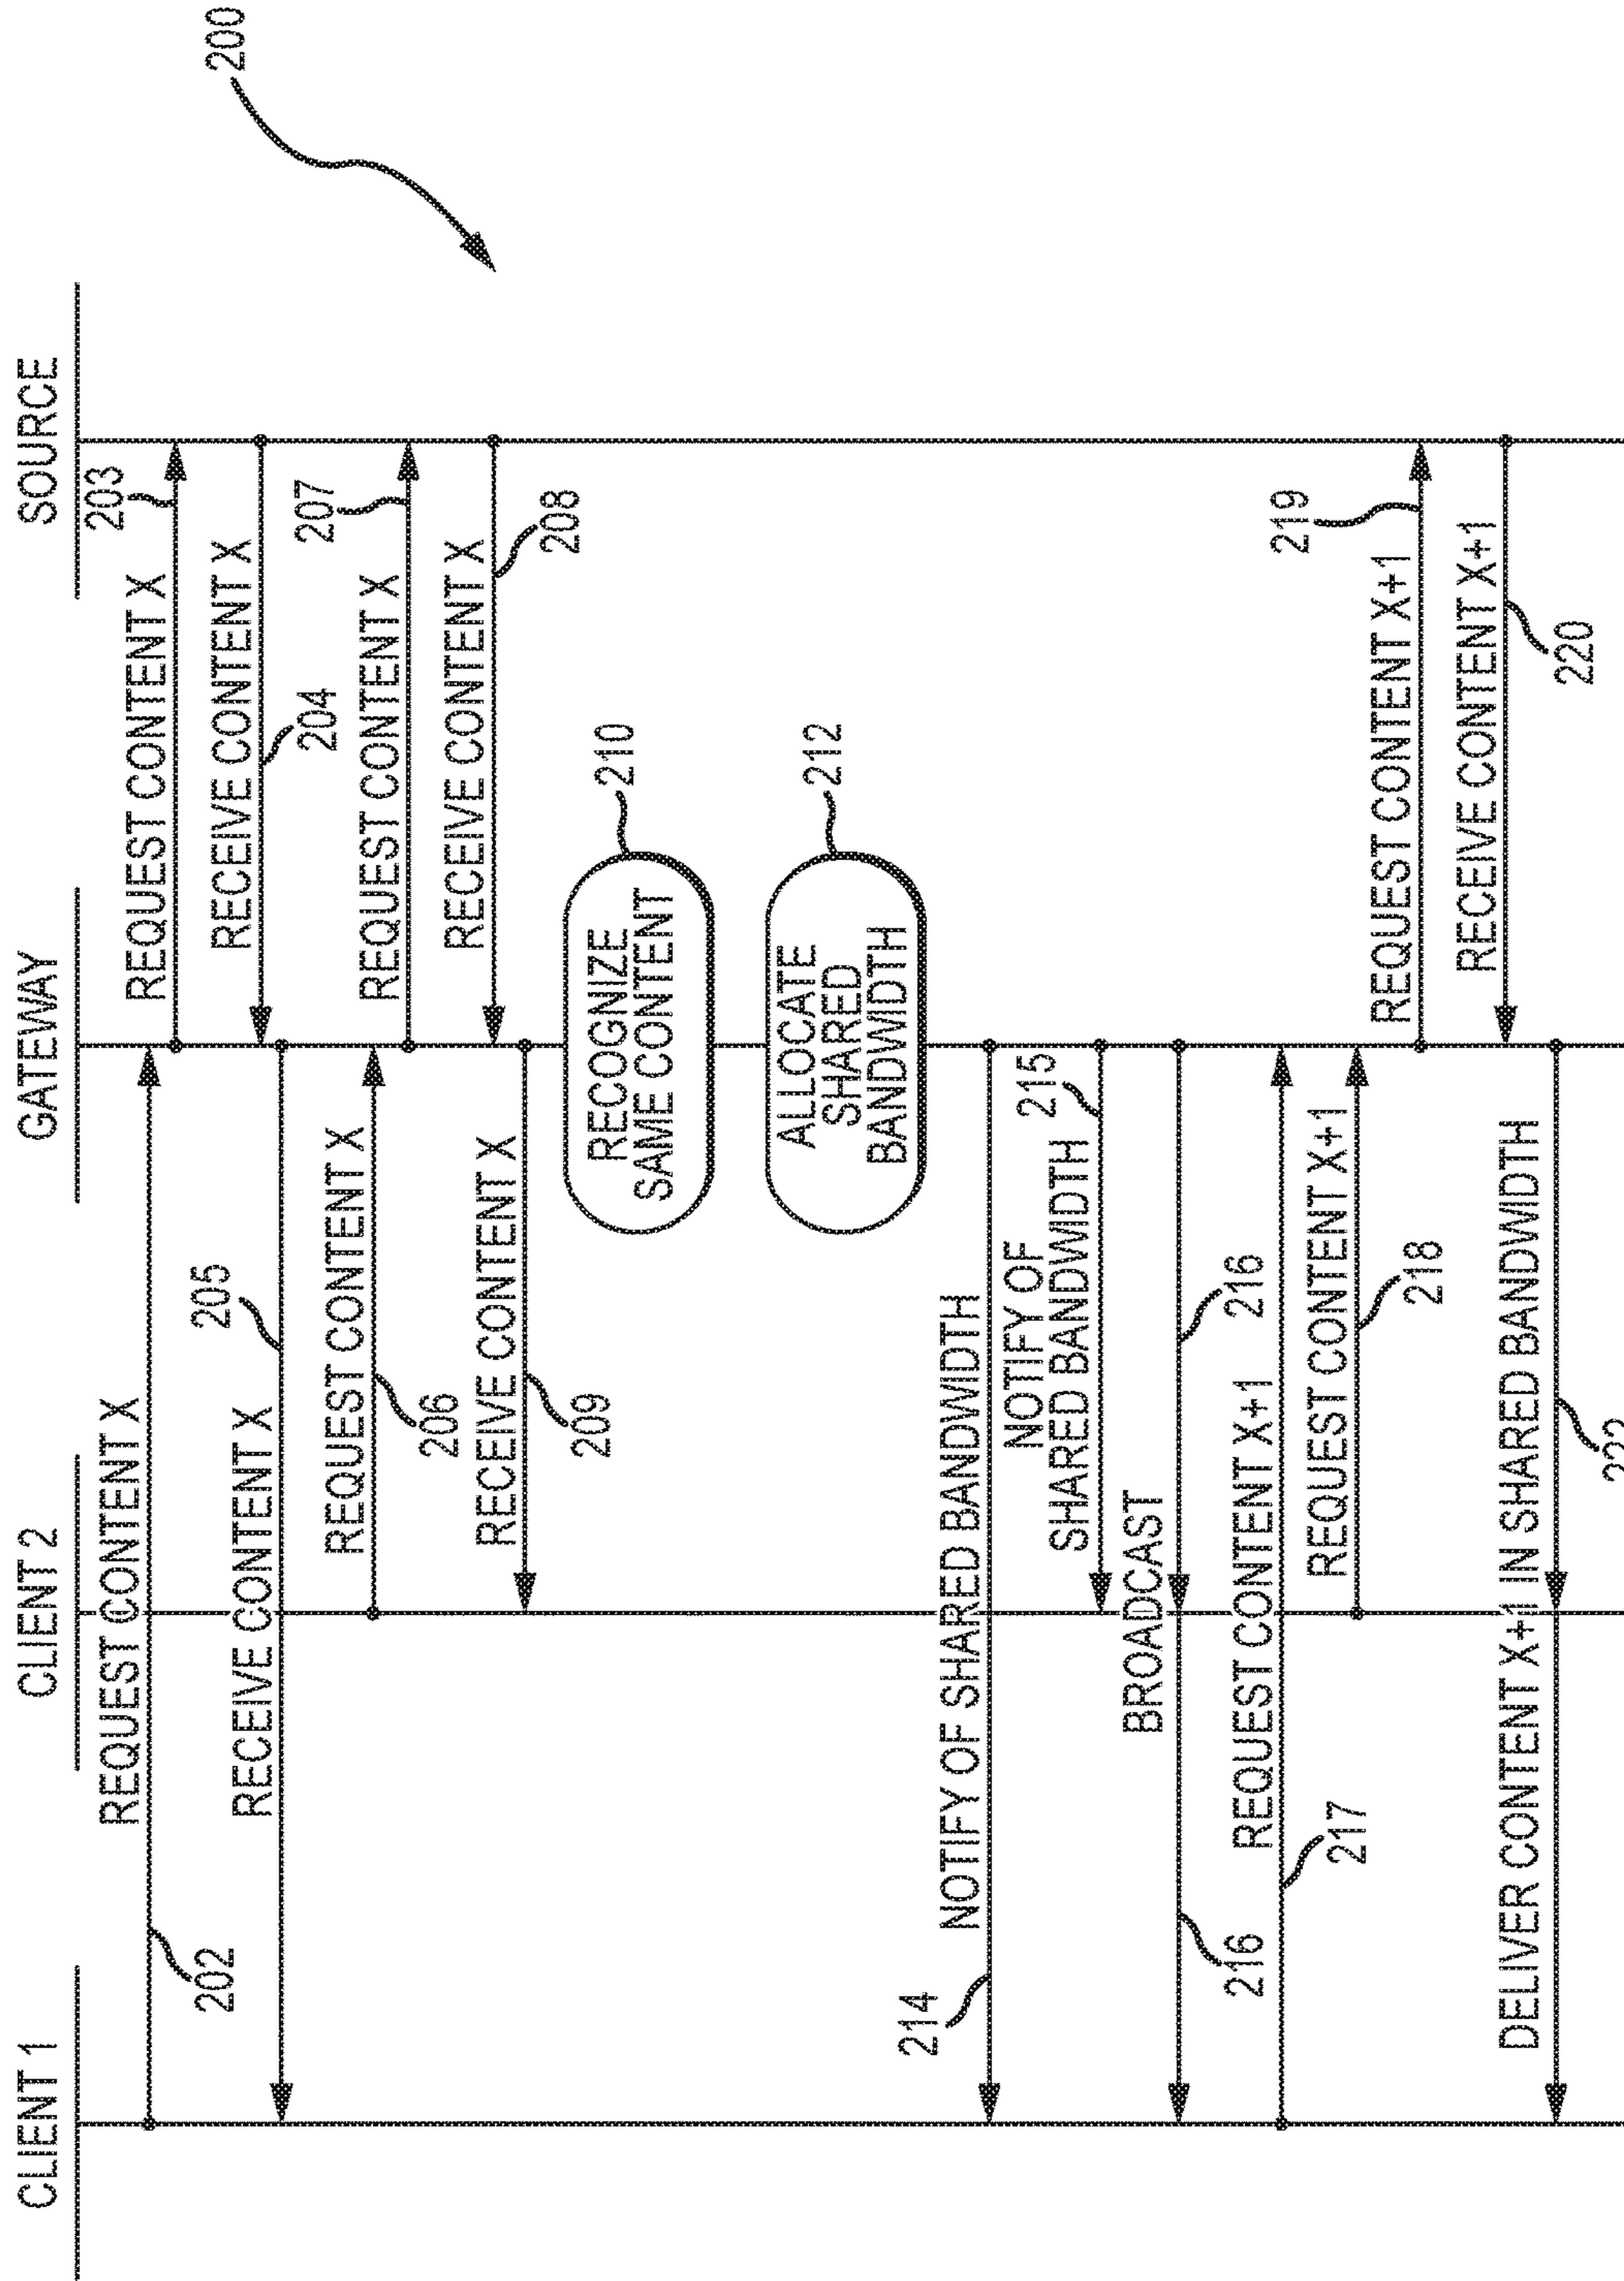 CLIENT 1
CLIENT 2
GATEWAY
SOURCE
200
REQUEST CONTENT X
202
REQUEST CONTENT X
203
RECEIVE CONTENT X
204
RECEIVE CONTENT X
205
REQUEST CONTENT X
206
REQUEST CONTENT X
207
RECEIVE CONTENT X
208
RECEIVE CONTENT X
209
RECOGNIZE
SAME CONTENT
210
ALLOCATE
SHARED
BANDWIDTH
212
NOTIFY OF SHARED BANDWIDTH
214
NOTIFY OF
SHARED BANDWIDTH
215
BROADCAST
216
216
REQUEST CONTENT X+1
217
REQUEST CONTENT X+1
218
REQUEST CONTENT X+1
219
RECEIVE CONTENT X+1
220
DELIVER CONTENT X+1 IN SHARED BANDWIDTH